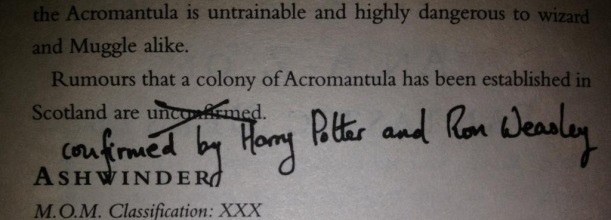 the Acromantula is untrainable and highly dangerous to wizard
and Muggle alike.
Rumours that a colony of Acromantula has been established in
Scotland are unconfirmed.
confirmed by Harry Potter and Ron Weasley
ASHWINDER
M.O.M. Classification: XXX